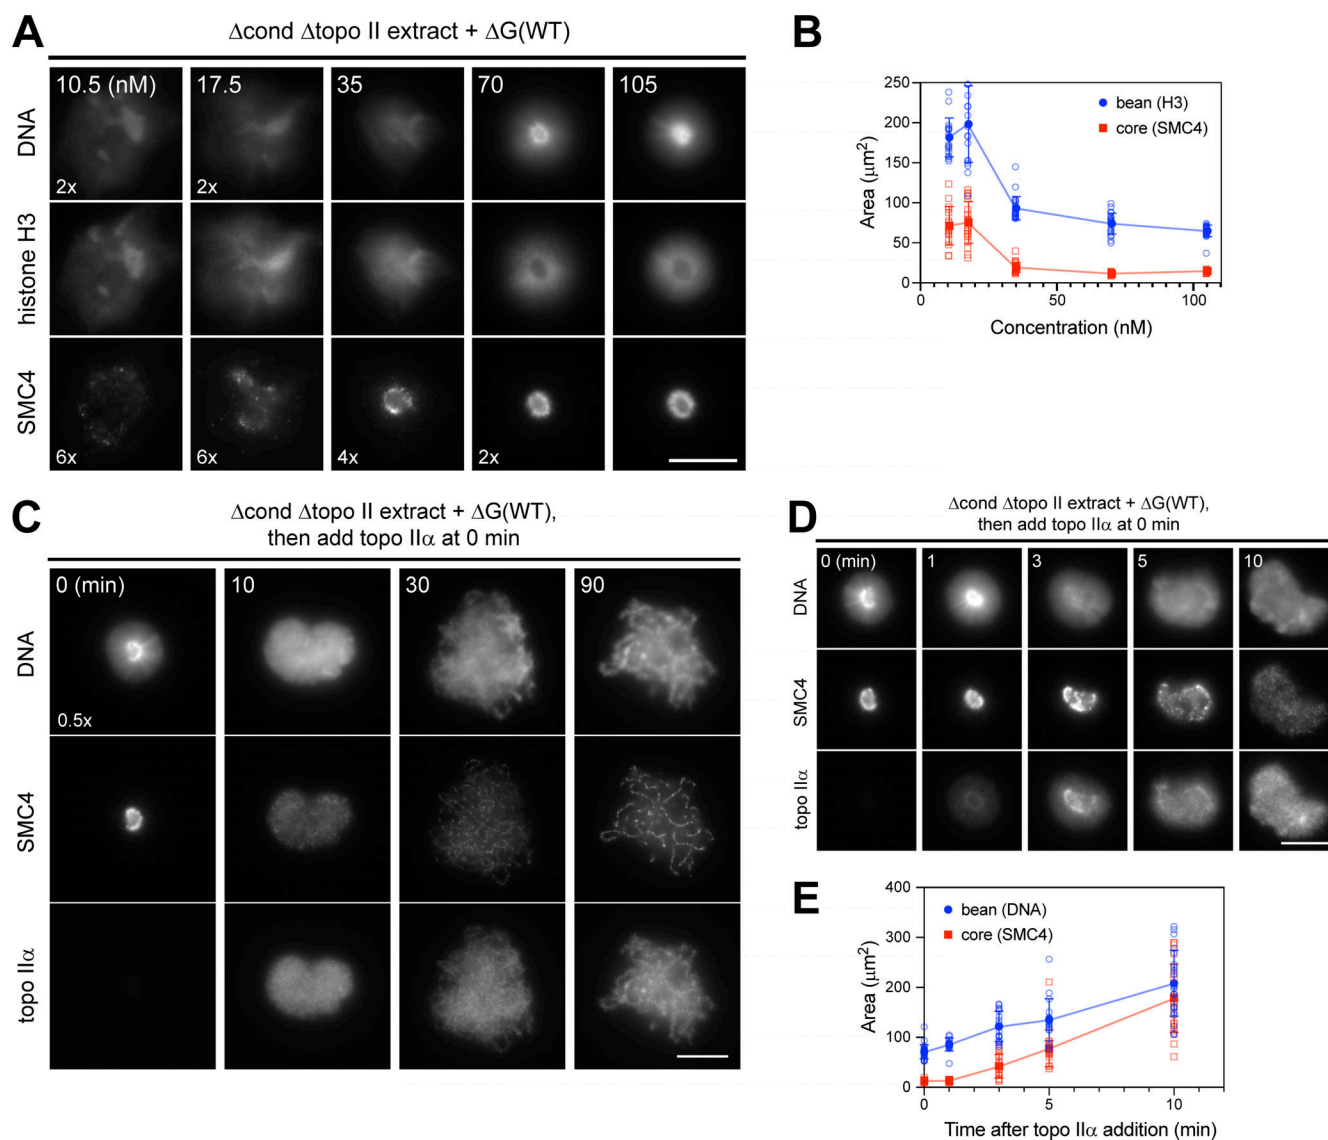 A
Δcond Δtopo II extract + ΔG(WT)
10.5 (nM) 17.5 35 70 105
DNA
2x 2x
histone H3
SMC4
6x 6x 4x 2x
B
250
200
150
100
50
0
Area (μm²)
bean (H3)
core (SMC4)
0 50 100
Concentration (nM)
C
Δcond Δtopo II extract + ΔG(WT),
then add topo IIα at 0 min
0 (min) 10 30 90
DNA
0.5x
SMC4
topo IIα
D
Δcond Δtopo II extract + ΔG(WT),
then add topo IIα at 0 min
0 (min) 1 3 5 10
DNA
SMC4
topo IIα
E
400
300
200
100
0
Area (μm²)
bean (DNA)
core (SMC4)
0 5 10
Time after topo IIα addition (min)